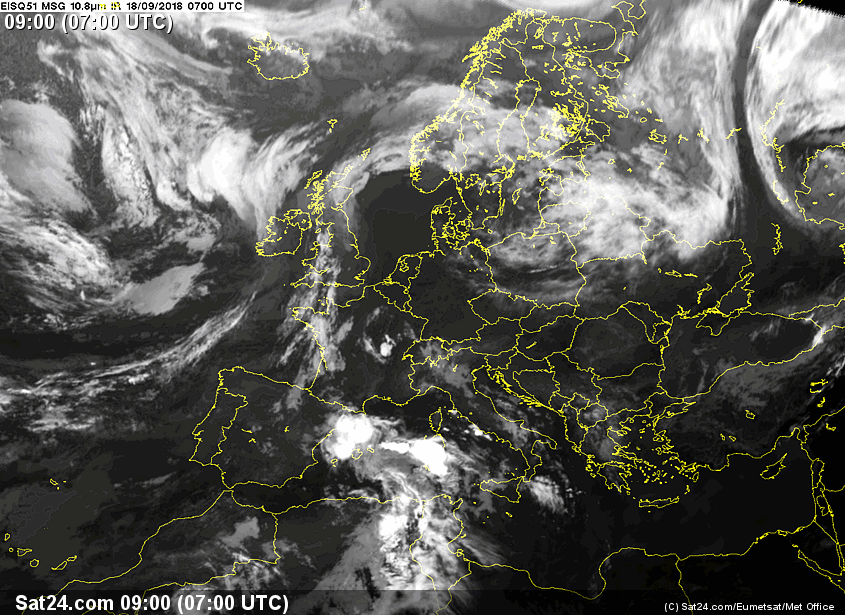 EISQ51 MSG 10.8µm IR 18/09/2018 0700 UTC
09:00 (07:00 UTC)
Sat24.com 09:00 (07:00 UTC)
(C) Sat24.com/Eumetsat/Met Office